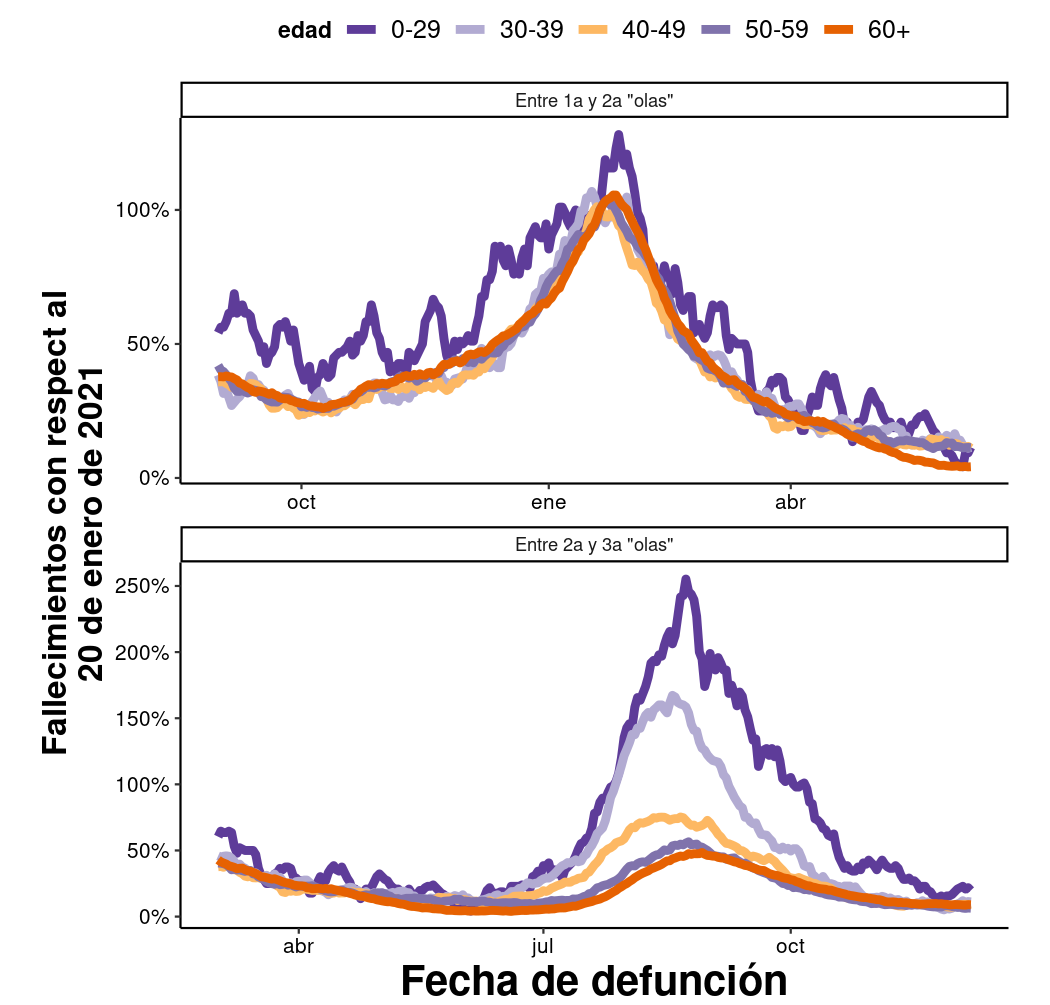 edad 0-29 30-39 40-49 50-59 60+
Entre 1a y 2a "olas"
100%
50%
0%
oct ene abr
Fallecimientos con respect al
20 de enero de 2021
Entre 2a y 3a "olas"
250%
200%
150%
100%
50%
0%
abr jul oct
Fecha de defunción